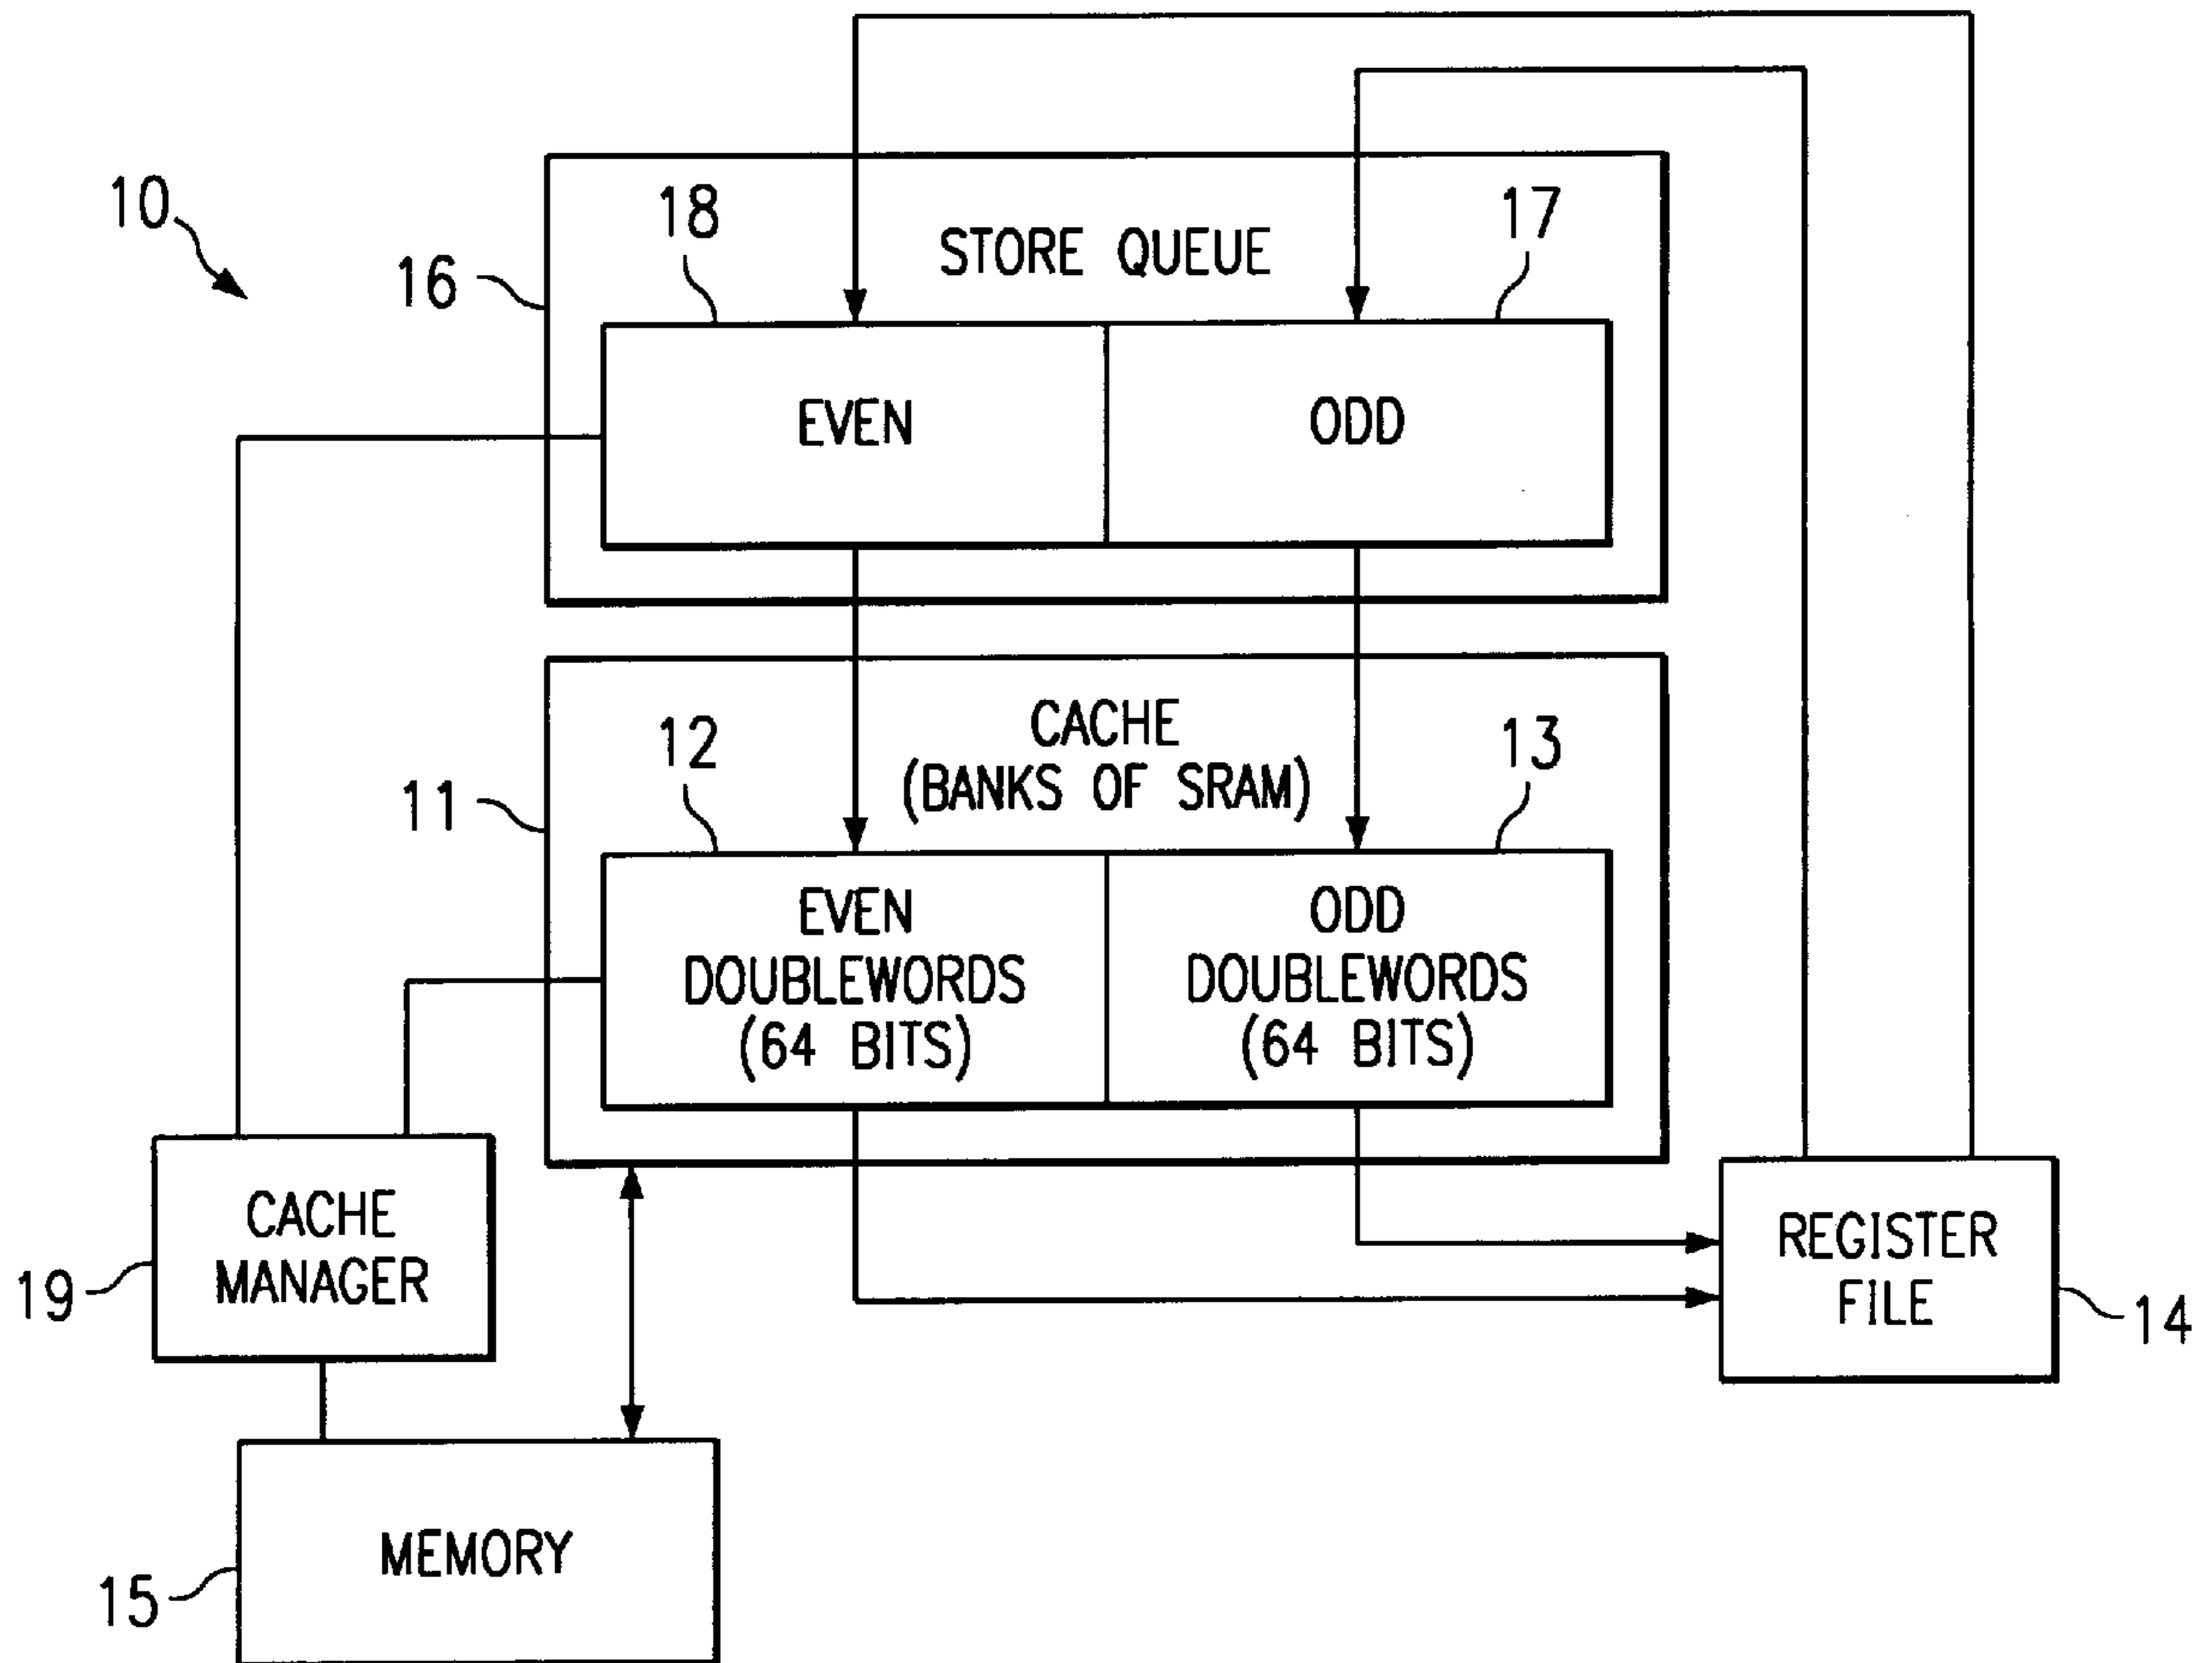 10
16
18
STORE QUEUE
17
EVEN
ODD
11
12
CACHE
(BANKS OF SRAM)
13
EVEN
DOUBLEWORDS
(64 BITS)
ODD
DOUBLEWORDS
(64 BITS)
CACHE
MANAGER
19
REGISTER
FILE
14
MEMORY
15